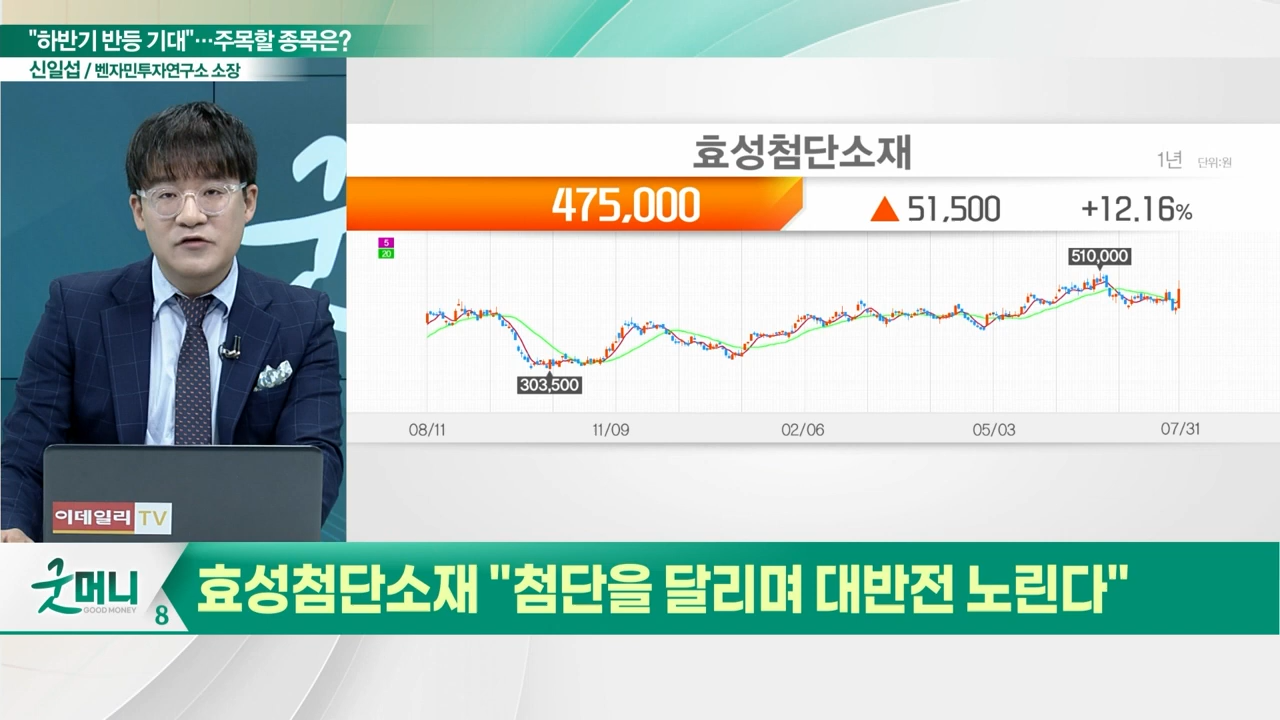 "하반기 반등 기대"…주목할 종목은?
신일섭 / 벤자민투자연구소 소장
효성첨단소재
1년 단위:원
475,000 ▲ 51,500 +12.16%
5
20
510,000
303,500
08/11 11/09 02/06 05/03 07/31
이데일리 TV
굿머니
GOOD MONEY
8
효성첨단소재 "첨단을 달리며 대반전 노린다"